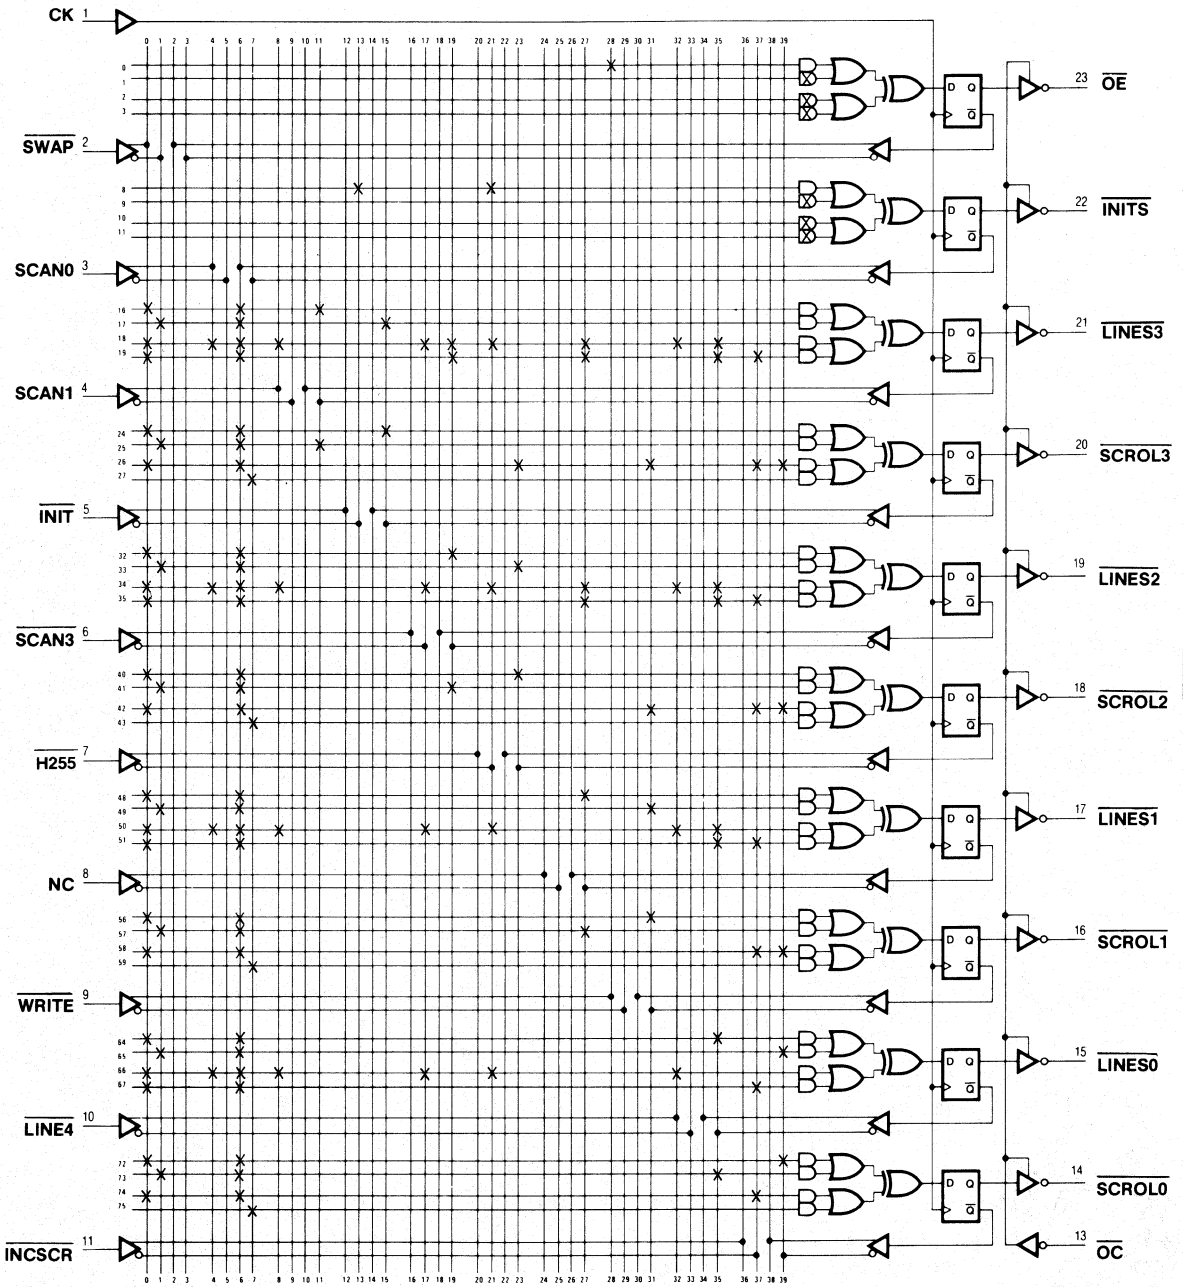 CK 1
0 1 2 3 4 5 6 7 8 9 10 11 12 13 14 15 16 17 18 19 20 21 22 23 24 25 26 27 28 29 30 31 32 33 34 35 36 37 38 39
0
1
2
3
D Q
Q̅
23 OE
SWAP 2
8
9
10
11
D Q
Q̅
22 INITS
SCAN0 3
16
17
18
19
D Q
Q̅
21 LINES3
SCAN1 4
24
25
26
27
D Q
Q̅
20 SCROL3
INIT 5
32
33
34
35
D Q
Q̅
19 LINES2
SCAN3 6
40
41
42
43
D Q
Q̅
18 SCROL2
H255 7
48
49
50
51
D Q
Q̅
17 LINES1
NC 8
56
57
58
59
D Q
Q̅
16 SCROL1
WRITE 9
64
65
66
67
D Q
Q̅
15 LINES0
LINE4 10
72
73
74
75
D Q
Q̅
14 SCROL0
INCSCR 11
13 OC
0 1 2 3 4 5 6 7 8 9 10 11 12 13 14 15 16 17 18 19 20 21 22 23 24 25 26 27 28 29 30 31 32 33 34 35 36 37 38 39